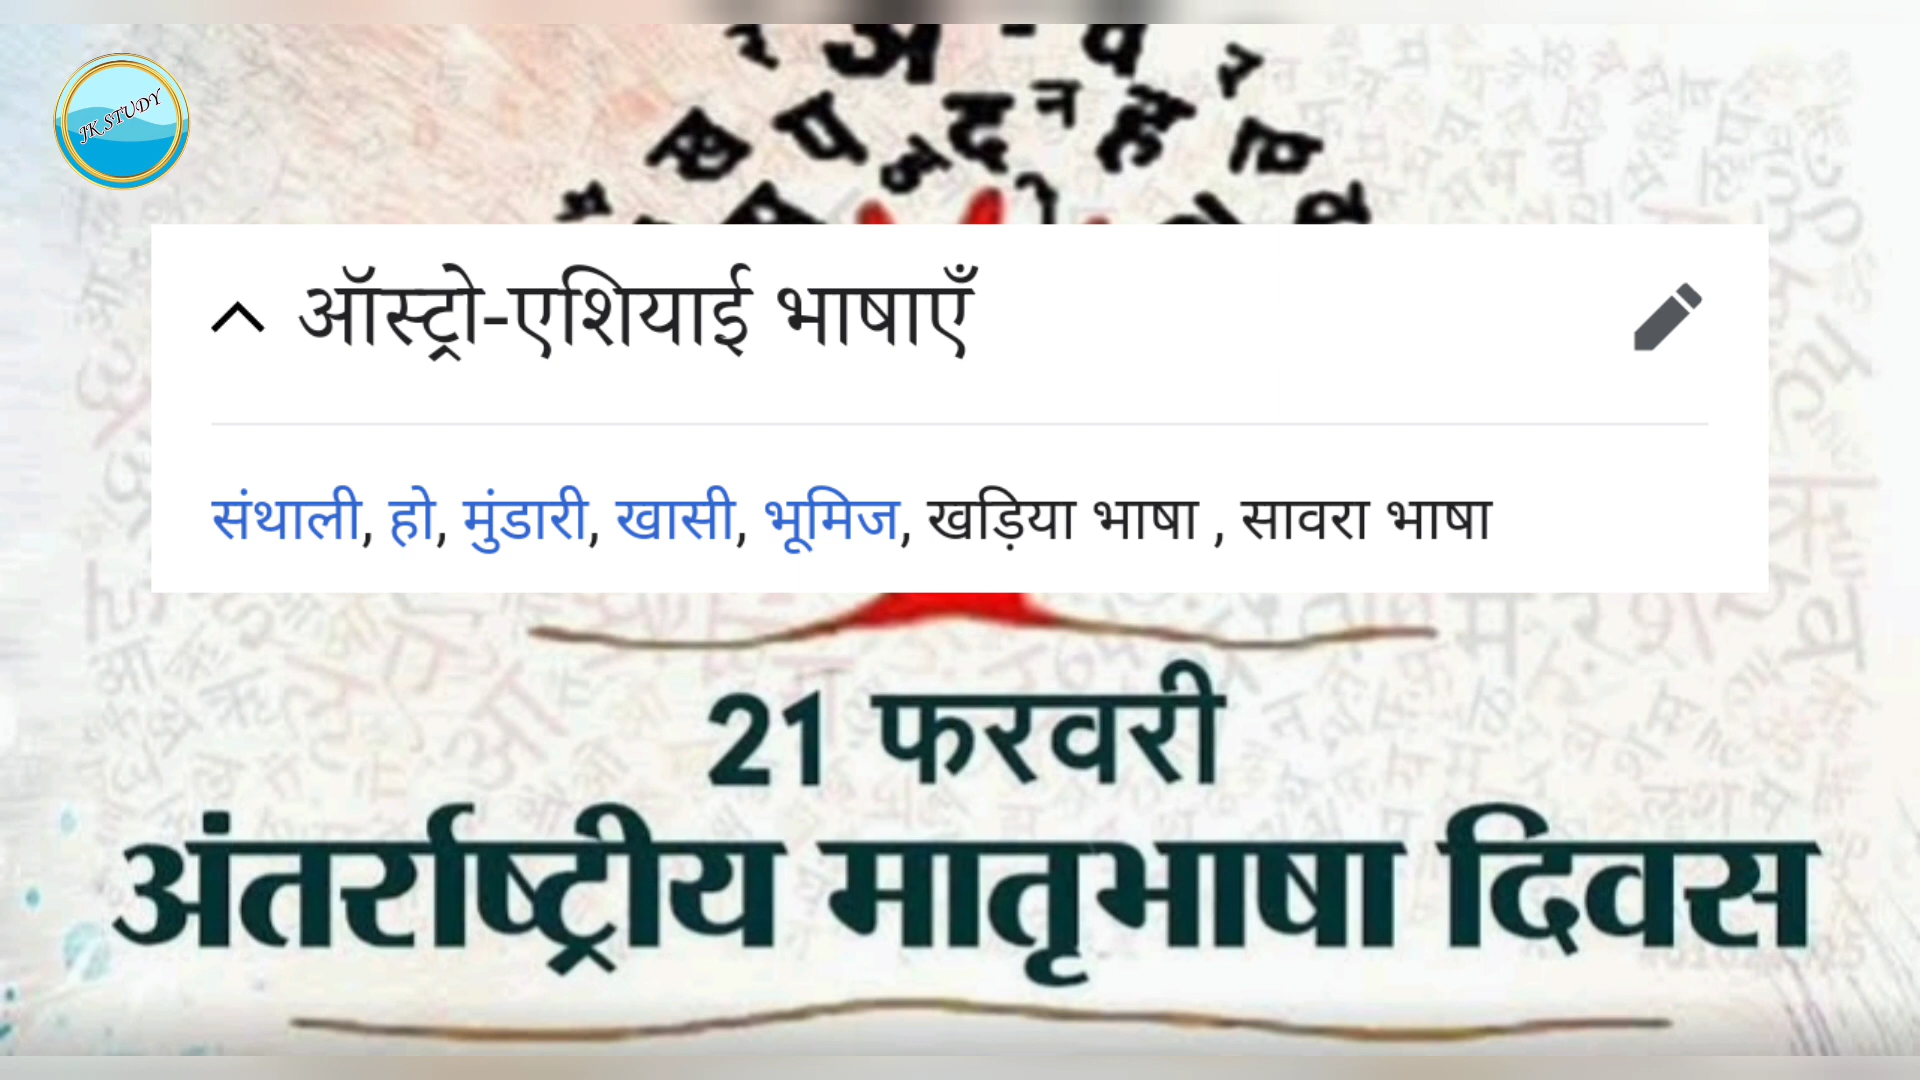 JK STUDY
र अ - व र
ख प ज्ञ द न ह ष
ऑस्ट्रो-एशियाई भाषाएँ
संथाली, हो, मुंडारी, खासी, भूमिज, खड़िया भाषा , सावरा भाषा
21 फरवरी
अंतर्राष्ट्रीय मातृभाषा दिवस